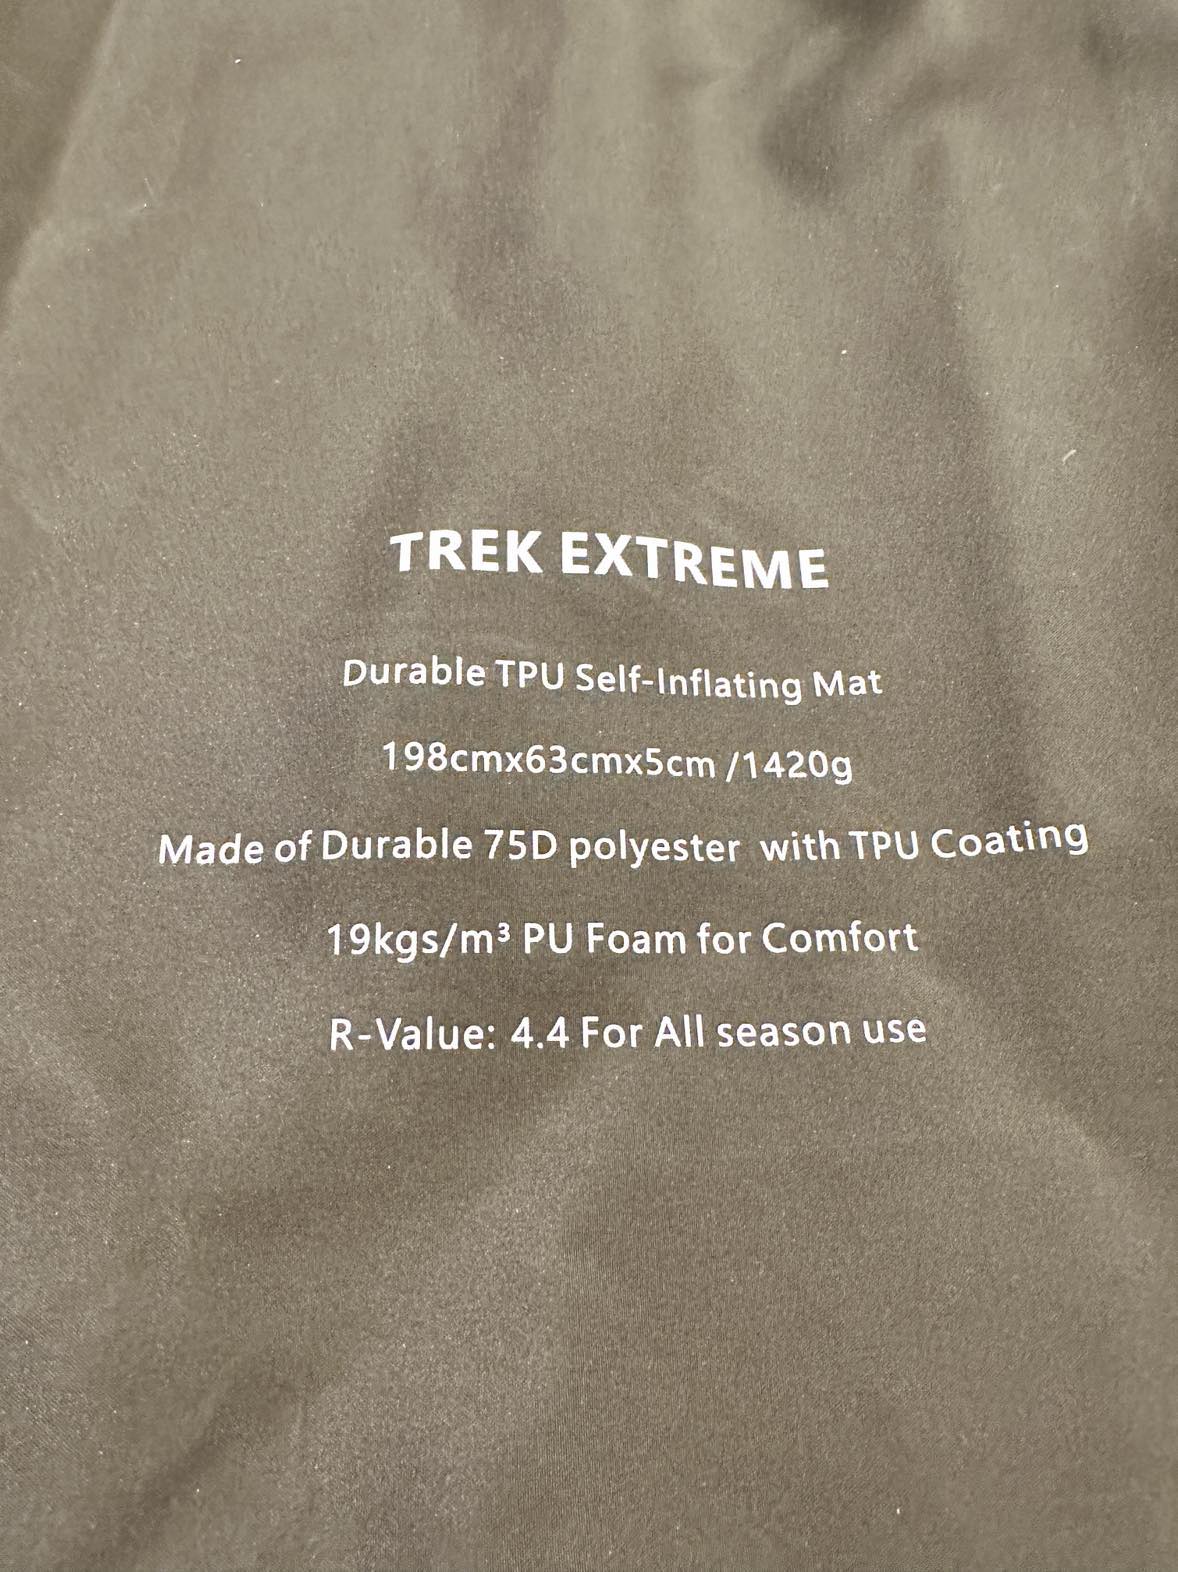 TREK EXTREME
Durable TPU Self-Inflating Mat
198cmx63cmx5cm /1420g
Made of Durable 75D polyester with TPU Coating
19kgs/m³ PU Foam for Comfort
R-Value: 4.4 For All season use